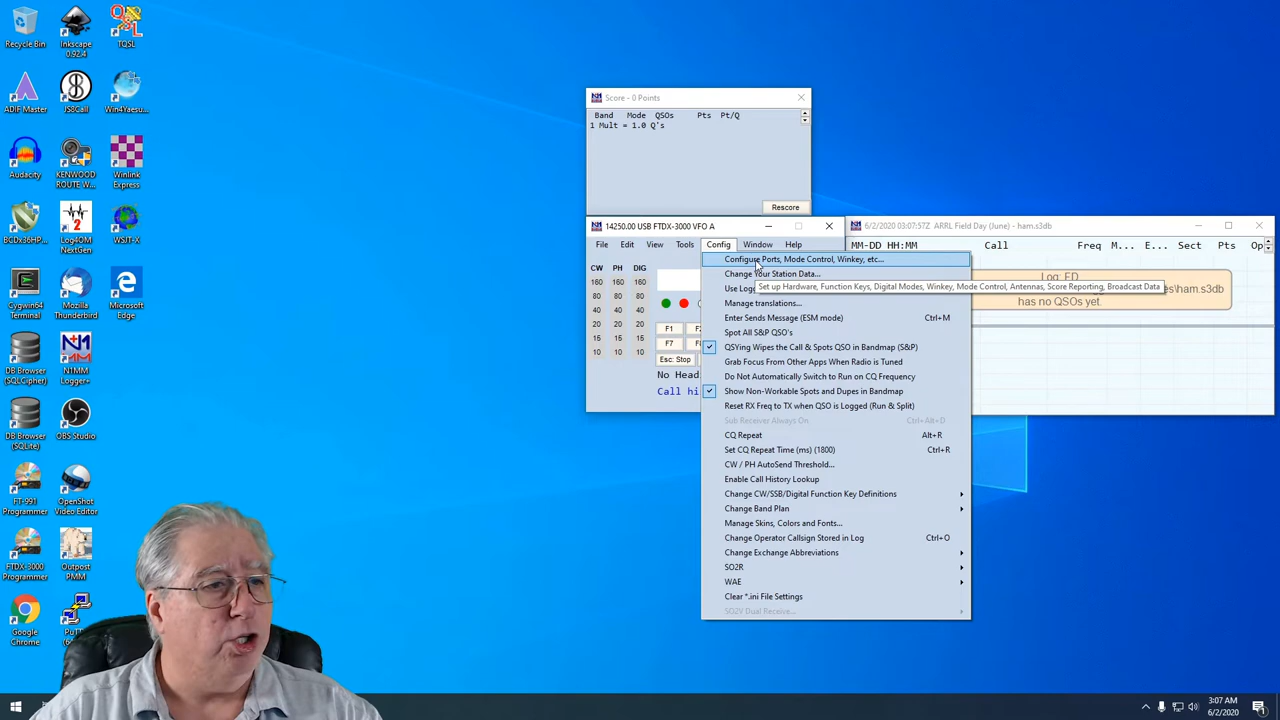 Recycle Bin
Inkscape
0.92.4
TQSL
ADIF Master
JS8Call
Win4Yaesu...
Audacity
KENWOOD
ROUTE W...
Winlink
Express
BCDx36HP...
Log4OM
NextGen
WSJT-X
Cygwin64
Terminal
Mozilla
Thunderbird
Microsoft
Edge
DB Browser
(SQLCipher)
N1MM
Logger+
DB Browser
(SQLite)
OBS Studio
FT-991
Programmer
OpenShot
Video Editor
FTDX-3000
Programmer
Outpost
PMM
Google
Chrome
Score - 0 Points
Band Mode QSOs Pts Pt/Q
1 Mult = 1.0 Q's
Rescore
14250.00 USB FTDX-3000 VFO A
File Edit View Tools Config Window Help
CW PH DIG
160 160 160
80 80 80
40 40 40
20 20 20
15 15 15
10 10 10
F1
F7
Esc: Stop
No Head
Call hi
Configure Ports, Mode Control, Winkey, etc...
Change Your Station Data...
Set up Hardware, Function Keys, Digital Modes, Winkey, Mode Control, Antennas, Score Reporting, Broadcast Data
Manage translations...
Enter Sends Message (ESM mode) Ctrl+M
Spot All S&P QSO's
QSYing Wipes the Call & Spots QSO in Bandmap (S&P)
Grab Focus From Other Apps When Radio is Tuned
Do Not Automatically Switch to Run on CQ Frequency
Show Non-Workable Spots and Dupes in Bandmap
Reset RX Freq to TX when QSO is Logged (Run & Split)
Sub Receiver Always On Ctrl+Alt+D
CQ Repeat Alt+R
Set CQ Repeat Time (ms) (1800) Ctrl+R
CW / PH AutoSend Threshold...
Enable Call History Lookup
Change CW/SSB/Digital Function Key Definitions
Change Band Plan
Manage Skins, Colors and Fonts...
Change Operator Callsign Stored in Log Ctrl+O
Change Exchange Abbreviations
SO2R
WAE
Clear *.ini File Settings
SO2V Dual Receive...
6/2/2020 03:07:57Z ARRL Field Day (June) - ham.s3db
MM-DD HH:MM Call Freq M... E... Sect Op
Log: FD
es\ham.s3db
has no QSOs yet.
3:07 AM
6/2/2020